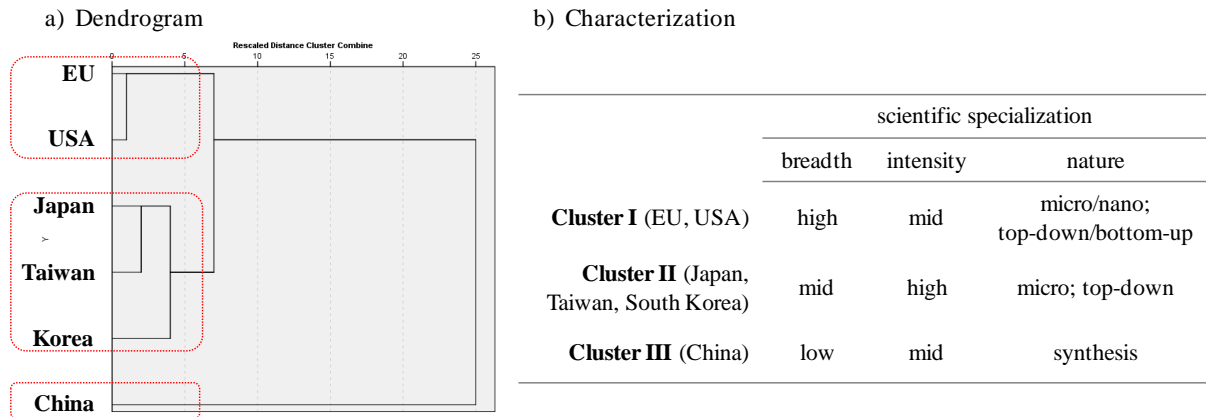 a) Dendrogram
Rescaled Distance Cluster Combine
0 5 10 15 20 25
EU
USA
Japan
Y
Taiwan
Korea
China
b) Characterization
scientific specialization
breadth intensity nature
Cluster I (EU, USA) high mid micro/nano;
top-down/bottom-up
Cluster II (Japan,
Taiwan, South Korea) mid high micro; top-down
Cluster III (China) low mid synthesis